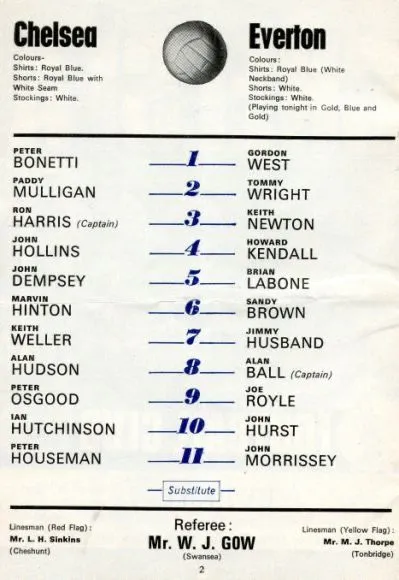 Chelsea
Colours-
Shirts: Royal Blue.
Shorts: Royal Blue with
White Seam
Stockings: White.
Everton
Colours:
Shirts: Royal Blue (White
Neckband)
Shorts: White.
Stockings: White.
(Playing tonight in Gold, Blue and
Gold)
PETER BONETTI 1 GORDON WEST
PADDY MULLIGAN 2 TOMMY WRIGHT
RON HARRIS (Captain) 3 KEITH NEWTON
JOHN HOLLINS 4 HOWARD KENDALL
JOHN DEMPSEY 5 BRIAN LABONE
MARVIN HINTON 6 SANDY BROWN
KEITH WELLER 7 JIMMY HUSBAND
ALAN HUDSON 8 ALAN BALL (Captain)
PETER OSGOOD 9 JOE ROYLE
IAN HUTCHINSON 10 JOHN HURST
PETER HOUSEMAN 11 JOHN MORRISSEY
Substitute
Linesman (Red Flag):
Mr. L. H. Sinkins
(Cheshunt)
Referee:
Mr. W. J. GOW
(Swansea)
Linesman (Yellow Flag):
Mr. M. J. Thorpe
(Tonbridge)
2